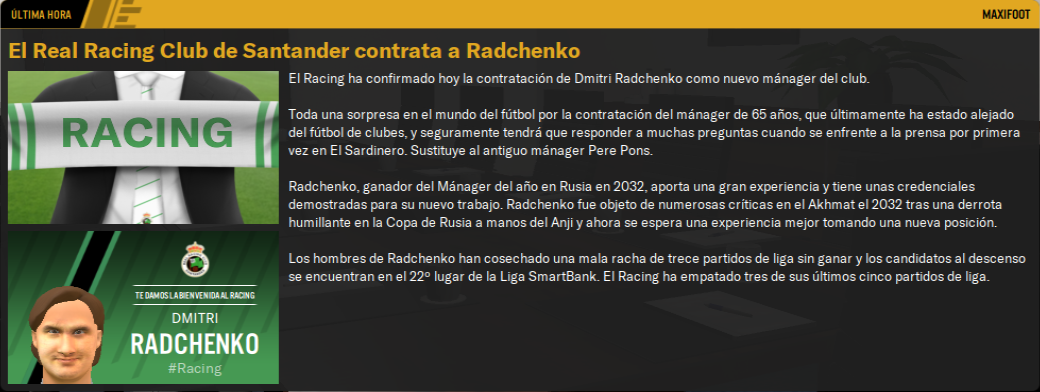 ÚLTIMA HORA
MAXIFOOT
El Real Racing Club de Santander contrata a Radchenko
RACING
El Racing ha confirmado hoy la contratación de Dmitri Radchenko como nuevo mánager del club.
Toda una sorpresa en el mundo del fútbol por la contratación del mánager de 65 años, que últimamente ha estado alejado
del fútbol de clubes, y seguramente tendrá que responder a muchas preguntas cuando se enfrente a la prensa por primera
vez en El Sardinero. Sustituye al antiguo mánager Pere Pons.
Radchenko, ganador del Mánager del año en Rusia en 2032, aporta una gran experiencia y tiene unas credenciales
demostradas para su nuevo trabajo. Radchenko fue objeto de numerosas críticas en el Akhmat el 2032 tras una derrota
humillante en la Copa de Rusia a manos del Anji y ahora se espera una experiencia mejor tomando una nueva posición.
Los hombres de Radchenko han cosechado una mala racha de trece partidos de liga sin ganar y los candidatos al descenso
se encuentran en el 22º lugar de la Liga SmartBank. El Racing ha empatado tres de sus últimos cinco partidos de liga.
TE DAMOS LA BIENVENIDA AL RACING
DMITRI
RADCHENKO
#Racing